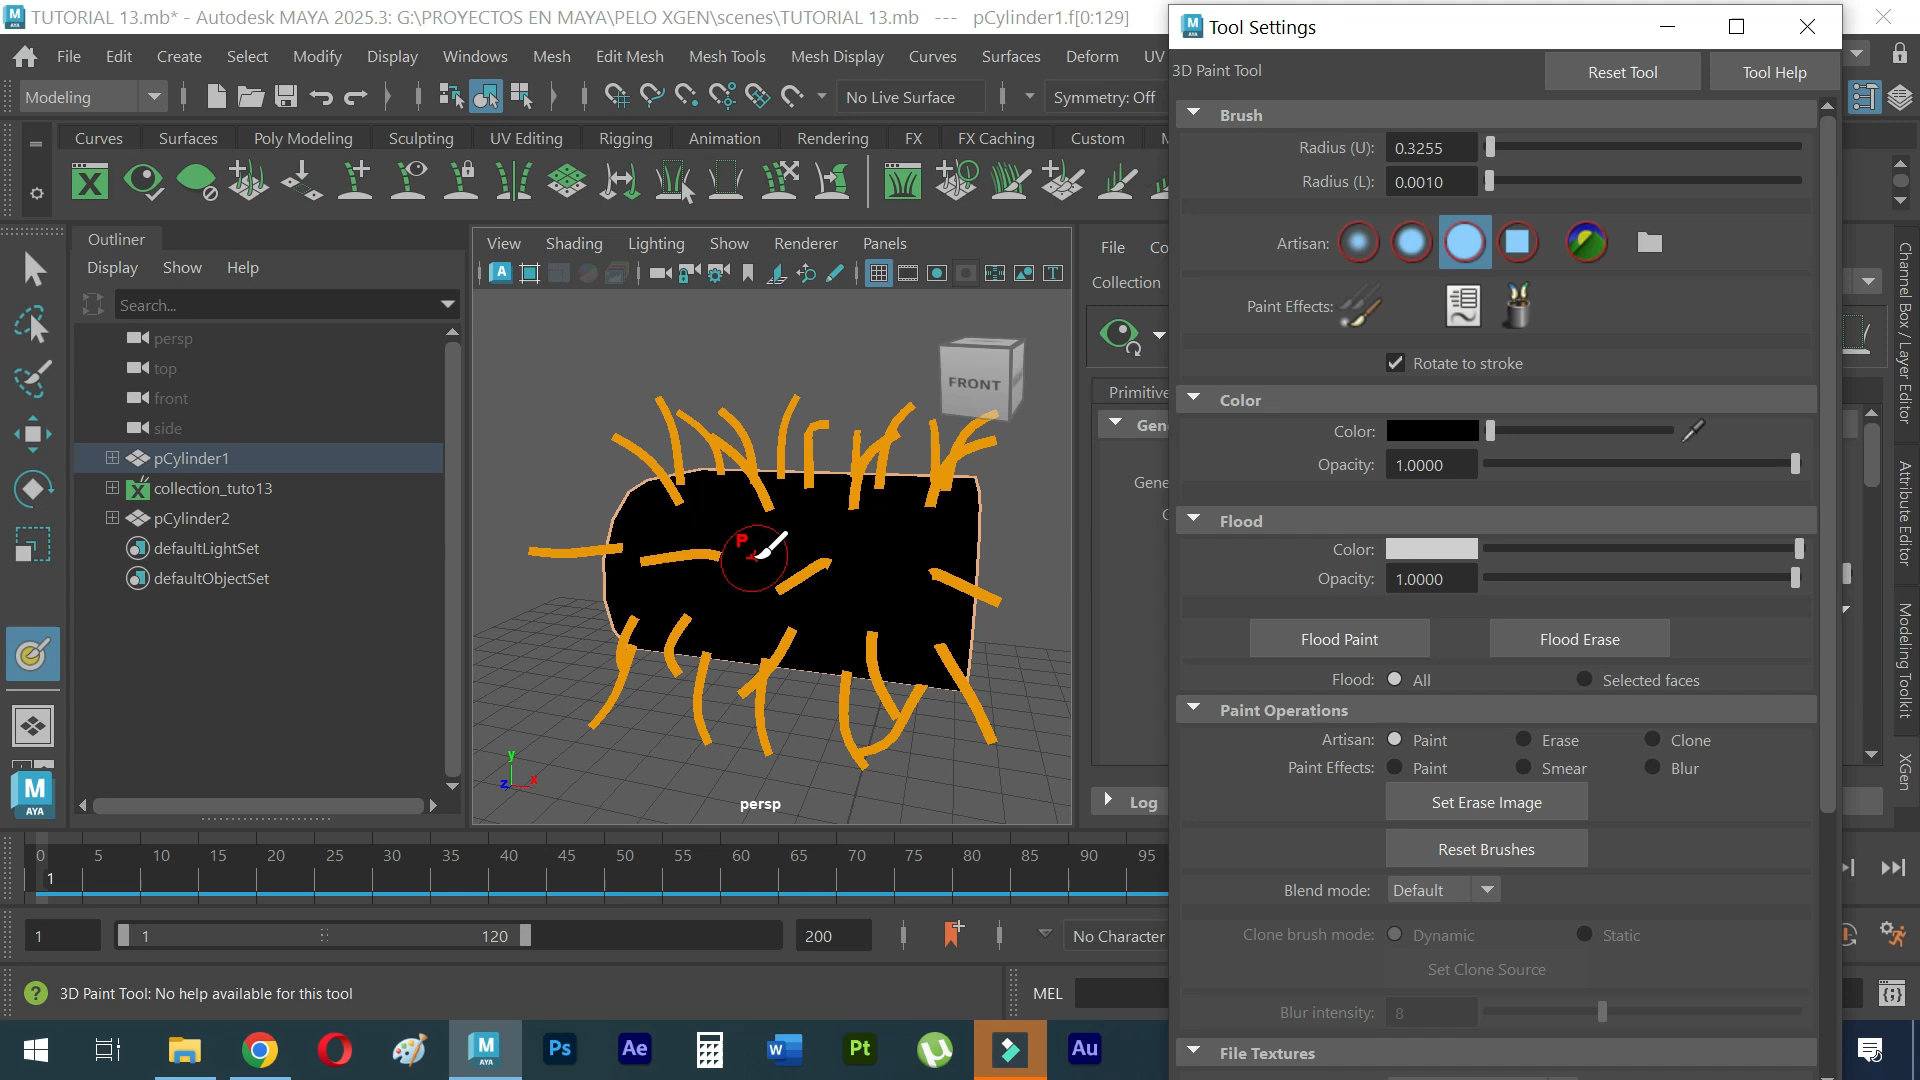 TUTORIAL 13.mb* - Autodesk MAYA 2025.3: G:\PROYECTOS EN MAYA\PELO XGEN\scenes\TUTORIAL 13.mb --- pCylinder1.f[0:129]
Tool Settings
File Edit Create Select Modify Display Windows Mesh Edit Mesh Mesh Tools Mesh Display Curves Surfaces Deform UV
3D Paint Tool
Reset Tool
Tool Help
Modeling
No Live Surface
Symmetry: Off
Brush
Curves Surfaces Poly Modeling Sculpting UV Editing Rigging Animation Rendering FX FX Caching Custom
Radius (U): 0.3255
Radius (L): 0.0010
Artisan:
Paint Effects:
Rotate to stroke
Color
Color:
Opacity: 1.0000
Flood
Color:
Opacity: 1.0000
Flood Paint
Flood Erase
Flood: All Selected faces
Paint Operations
Artisan: Paint Erase Clone
Paint Effects: Paint Smear Blur
Set Erase Image
Reset Brushes
Blend mode: Default
Clone brush mode: Dynamic Static
Set Clone Source
Blur intensity: 8
File Textures
Outliner
Display Show Help
Search...
persp
top
front
side
pCylinder1
collection_tuto13
pCylinder2
defaultLightSet
defaultObjectSet
View Shading Lighting Show Renderer Panels
FRONT
P
y
z
x
persp
File Co
Collection
Primitive
Gen
Gene
Log
Channel Box / Layer Editor
Attribute Editor
Modeling Toolkit
XGen
M
AYA
0 5 10 15 20 25 30 35 40 45 50 55 60 65 70 75 80 85 90 95
1
1
1
120
200
No Character
3D Paint Tool: No help available for this tool
MEL
M
AYA
Ps
Ae
W
Pt
µ
Au